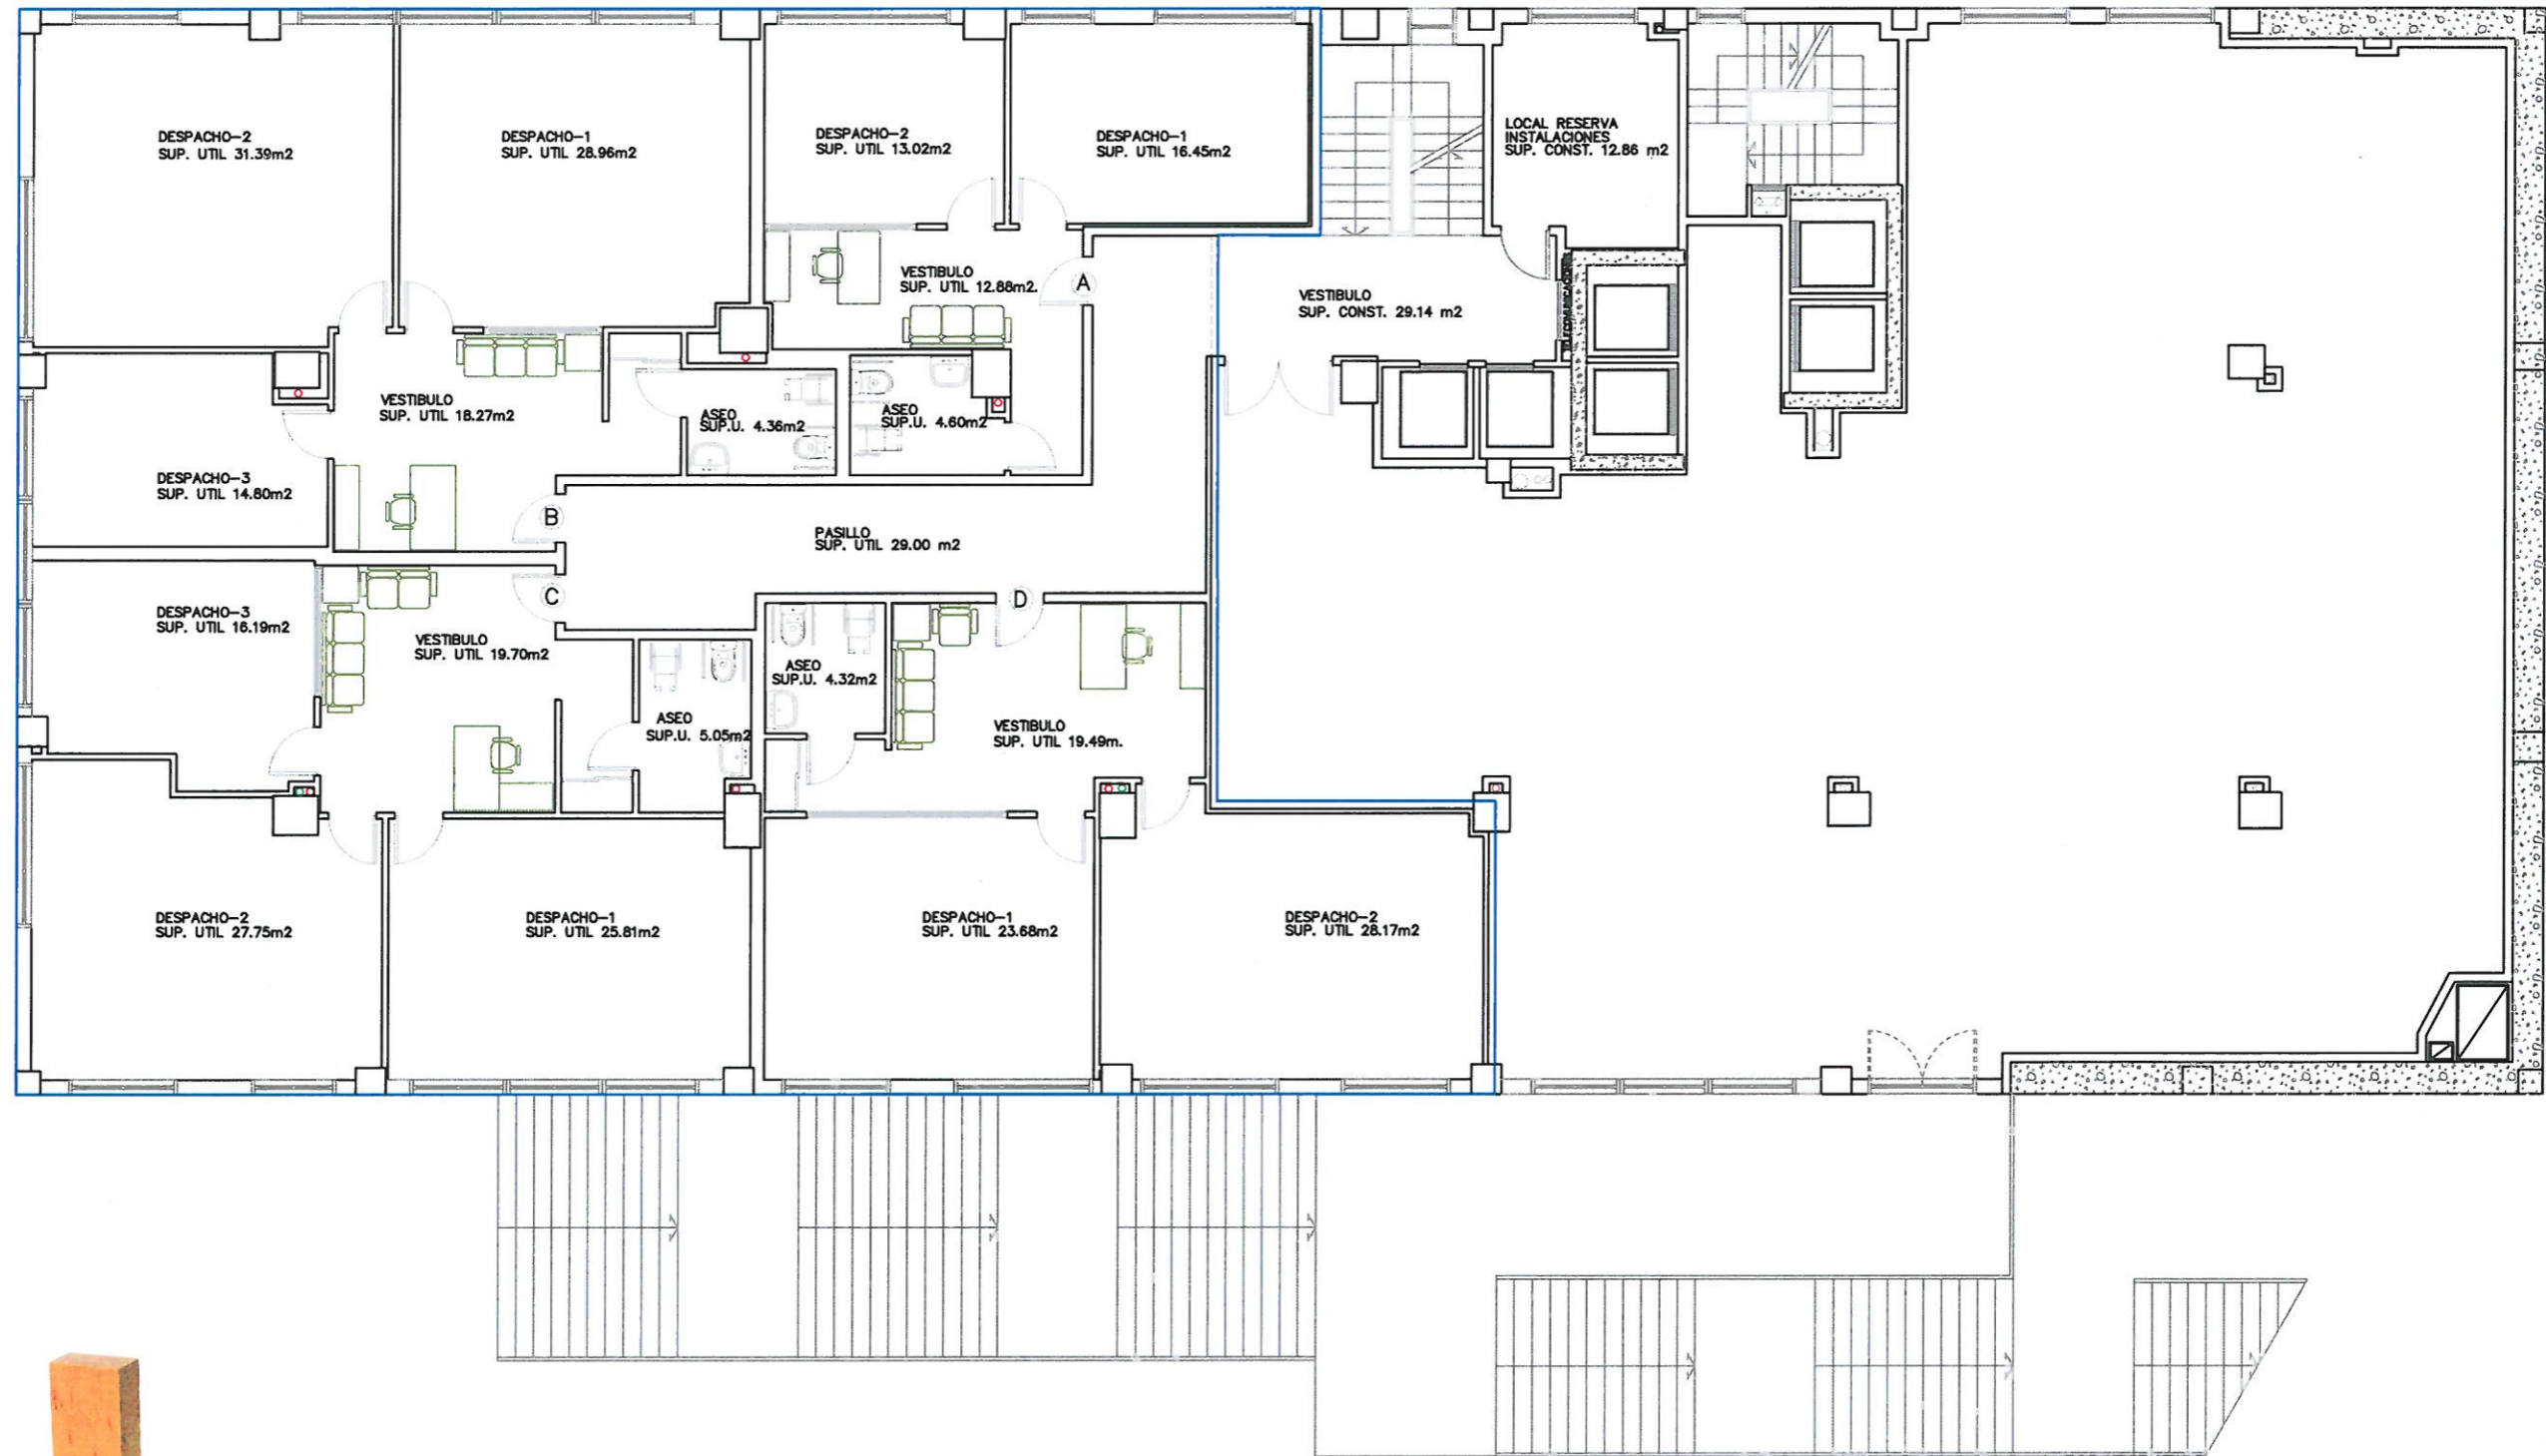 DESPACHO-2
SUP. UTIL 31.39m2
DESPACHO-1
SUP. UTIL 28.96m2
DESPACHO-2
SUP. UTIL 13.02m2
DESPACHO-1
SUP. UTIL 16.45m2
LOCAL RESERVA
INSTALACIONES
SUP. CONST. 12.86 m2
VESTIBULO
SUP. UTIL 12.88m2.
A
VESTIBULO
SUP. CONST. 29.14 m2
TELECOMUNICACIONES
VESTIBULO
SUP. UTIL 18.27m2
ASEO
SUP.U. 4.36m2
ASEO
SUP.U. 4.60m2
DESPACHO-3
SUP. UTIL 14.80m2
B
PASILLO
SUP. UTIL 29.00 m2
C
D
DESPACHO-3
SUP. UTIL 16.19m2
VESTIBULO
SUP. UTIL 19.70m2
ASEO
SUP.U. 4.32m2
ASEO
SUP.U. 5.05m2
VESTIBULO
SUP. UTIL 19.49m.
DESPACHO-2
SUP. UTIL 27.75m2
DESPACHO-1
SUP. UTIL 25.81m2
DESPACHO-1
SUP. UTIL 23.68m2
DESPACHO-2
SUP. UTIL 28.17m2